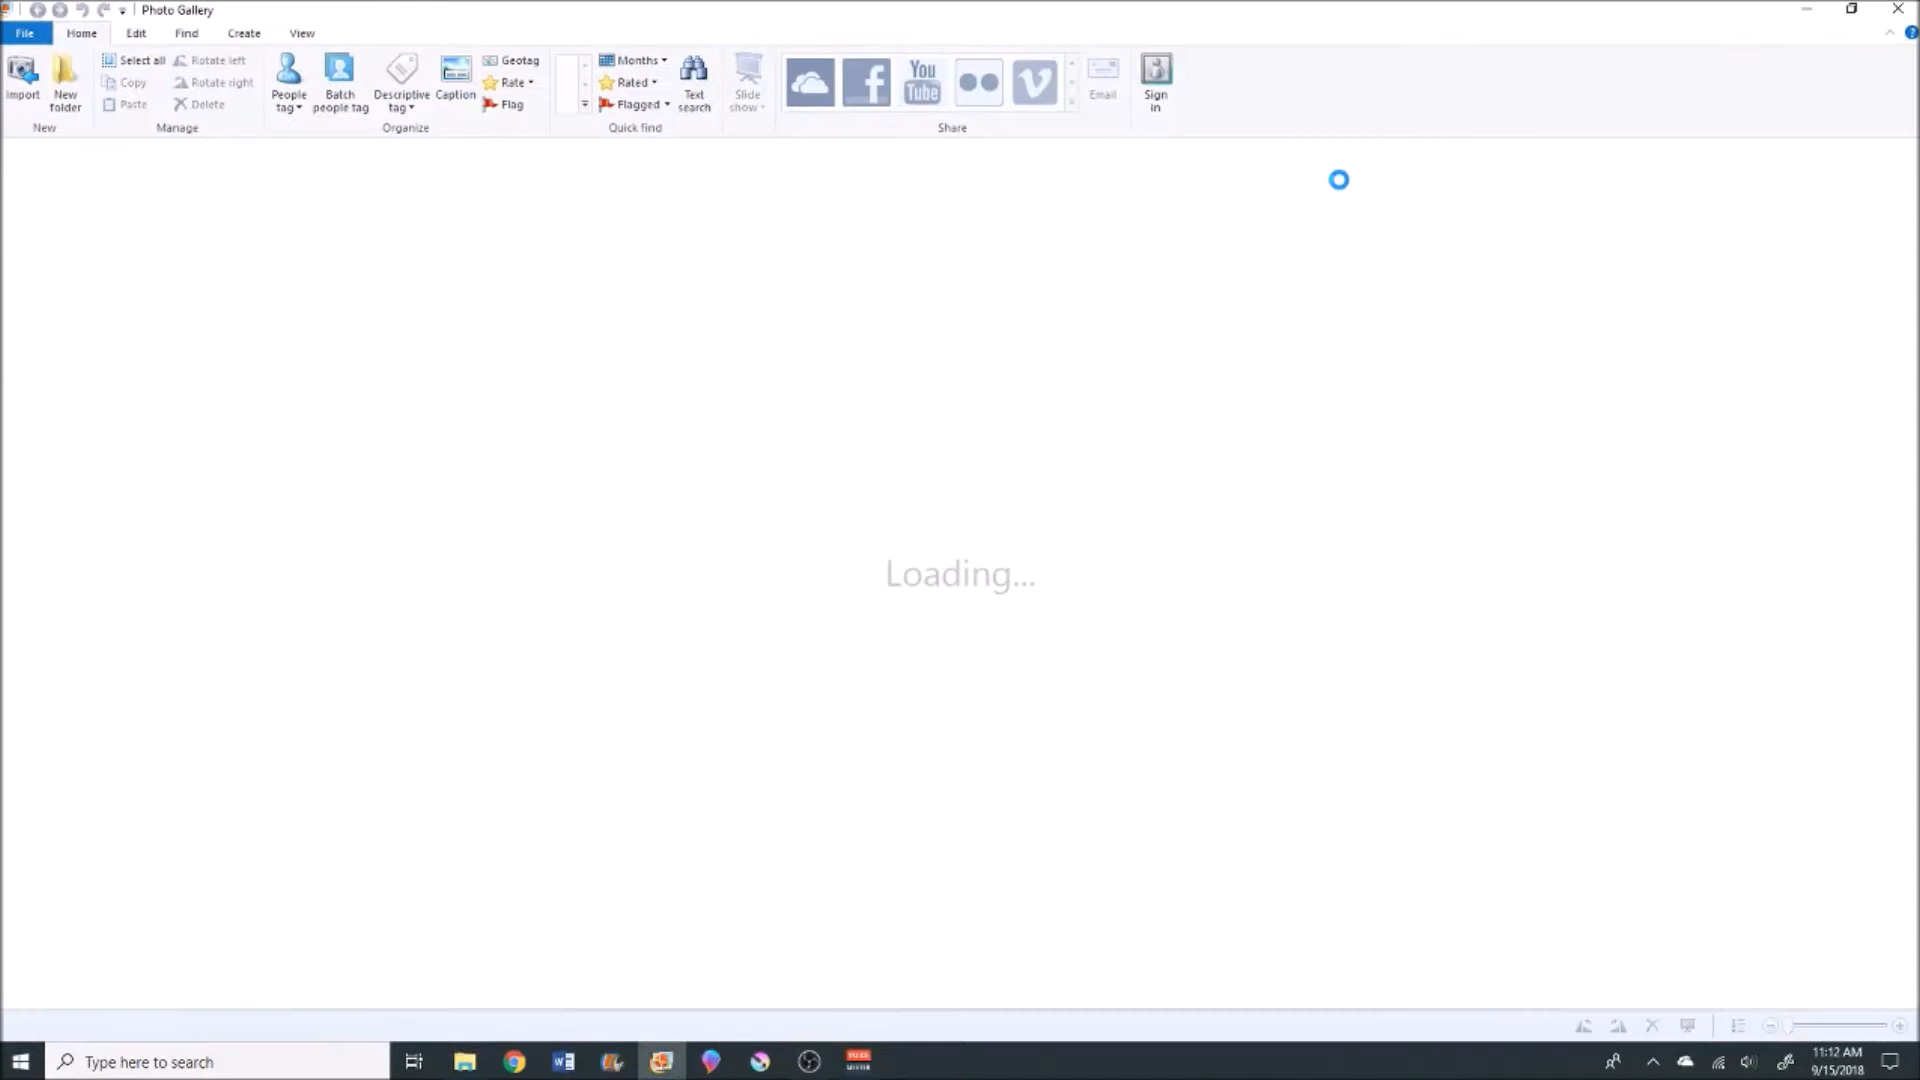 Photo Gallery
File Home Edit Find Create View
Import
New folder
New
Select all
Copy
Paste
Rotate left
Rotate right
Delete
Manage
People tag
Batch people tag
Descriptive tag
Caption
Geotag
Rate
Flag
Organize
Months
Rated
Flagged
Text search
Quick find
Slide show
You Tube
Share
Email
Sign in
Loading...
Type here to search
11:12 AM
9/15/2018